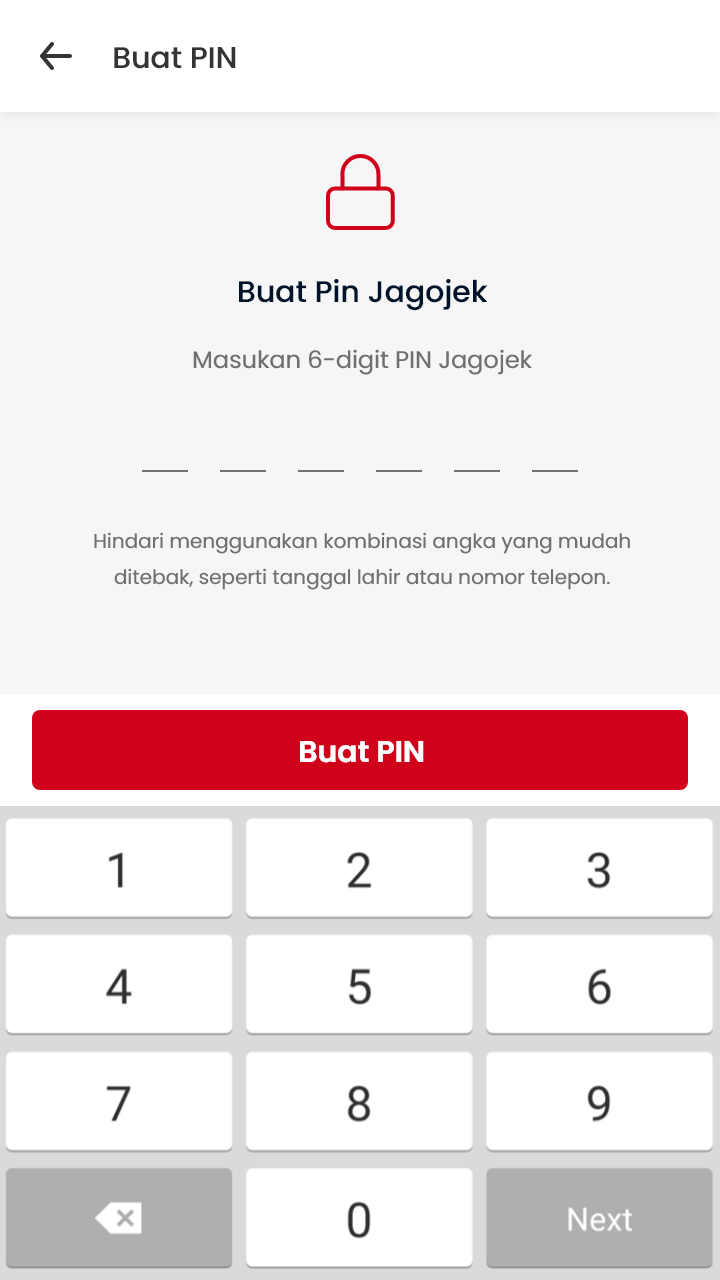 Buat PIN
Buat Pin Jagojek
Masukan 6-digit PIN Jagojek
Hindari menggunakan kombinasi angka yang mudah
ditebak, seperti tanggal lahir atau nomor telepon.
Buat PIN
1 2 3
4 5 6
7 8 9
0 Next